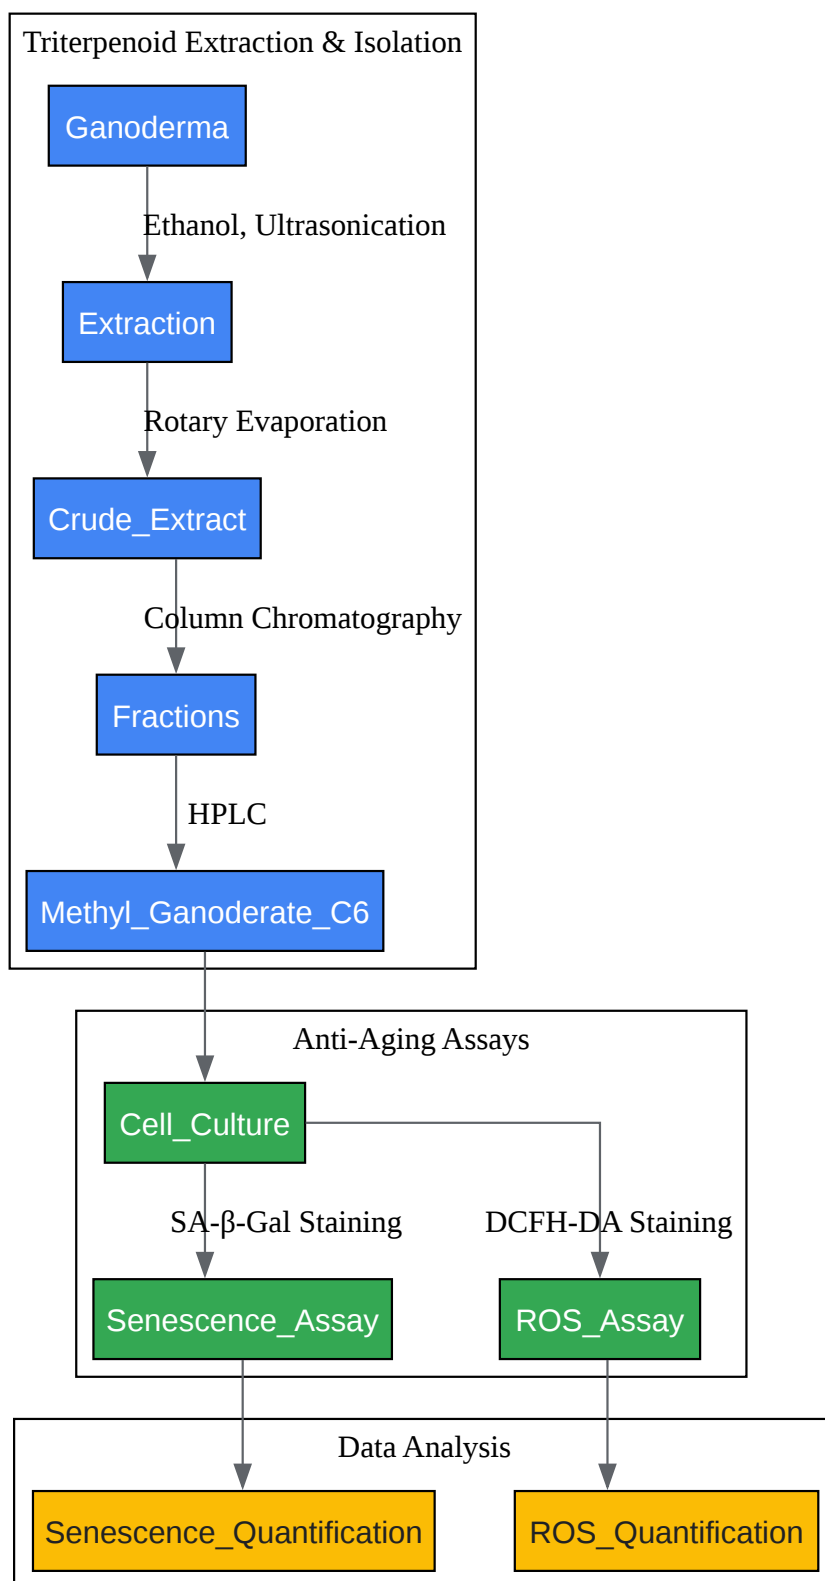 Triterpenoid Extraction & Isolation
Ganoderma
Ethanol, Ultrasonication
Extraction
Rotary Evaporation
Crude_Extract
Column Chromatography
Fractions
HPLC
Methyl_Ganoderate_C6
Anti-Aging Assays
Cell_Culture
SA-β-Gal Staining
DCFH-DA Staining
Senescence_Assay
ROS_Assay
Data Analysis
Senescence_Quantification
ROS_Quantification